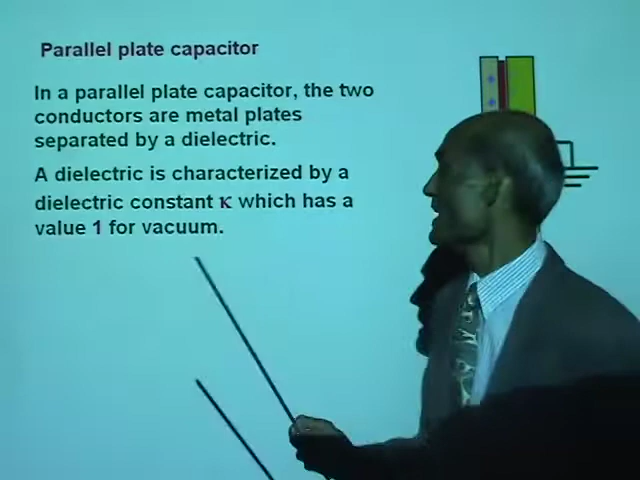 Parallel plate capacitor
In a parallel plate capacitor, the two
conductors are metal plates
separated by a dielectric.
A dielectric is characterized by a
dielectric constant κ which has a
value 1 for vacuum.